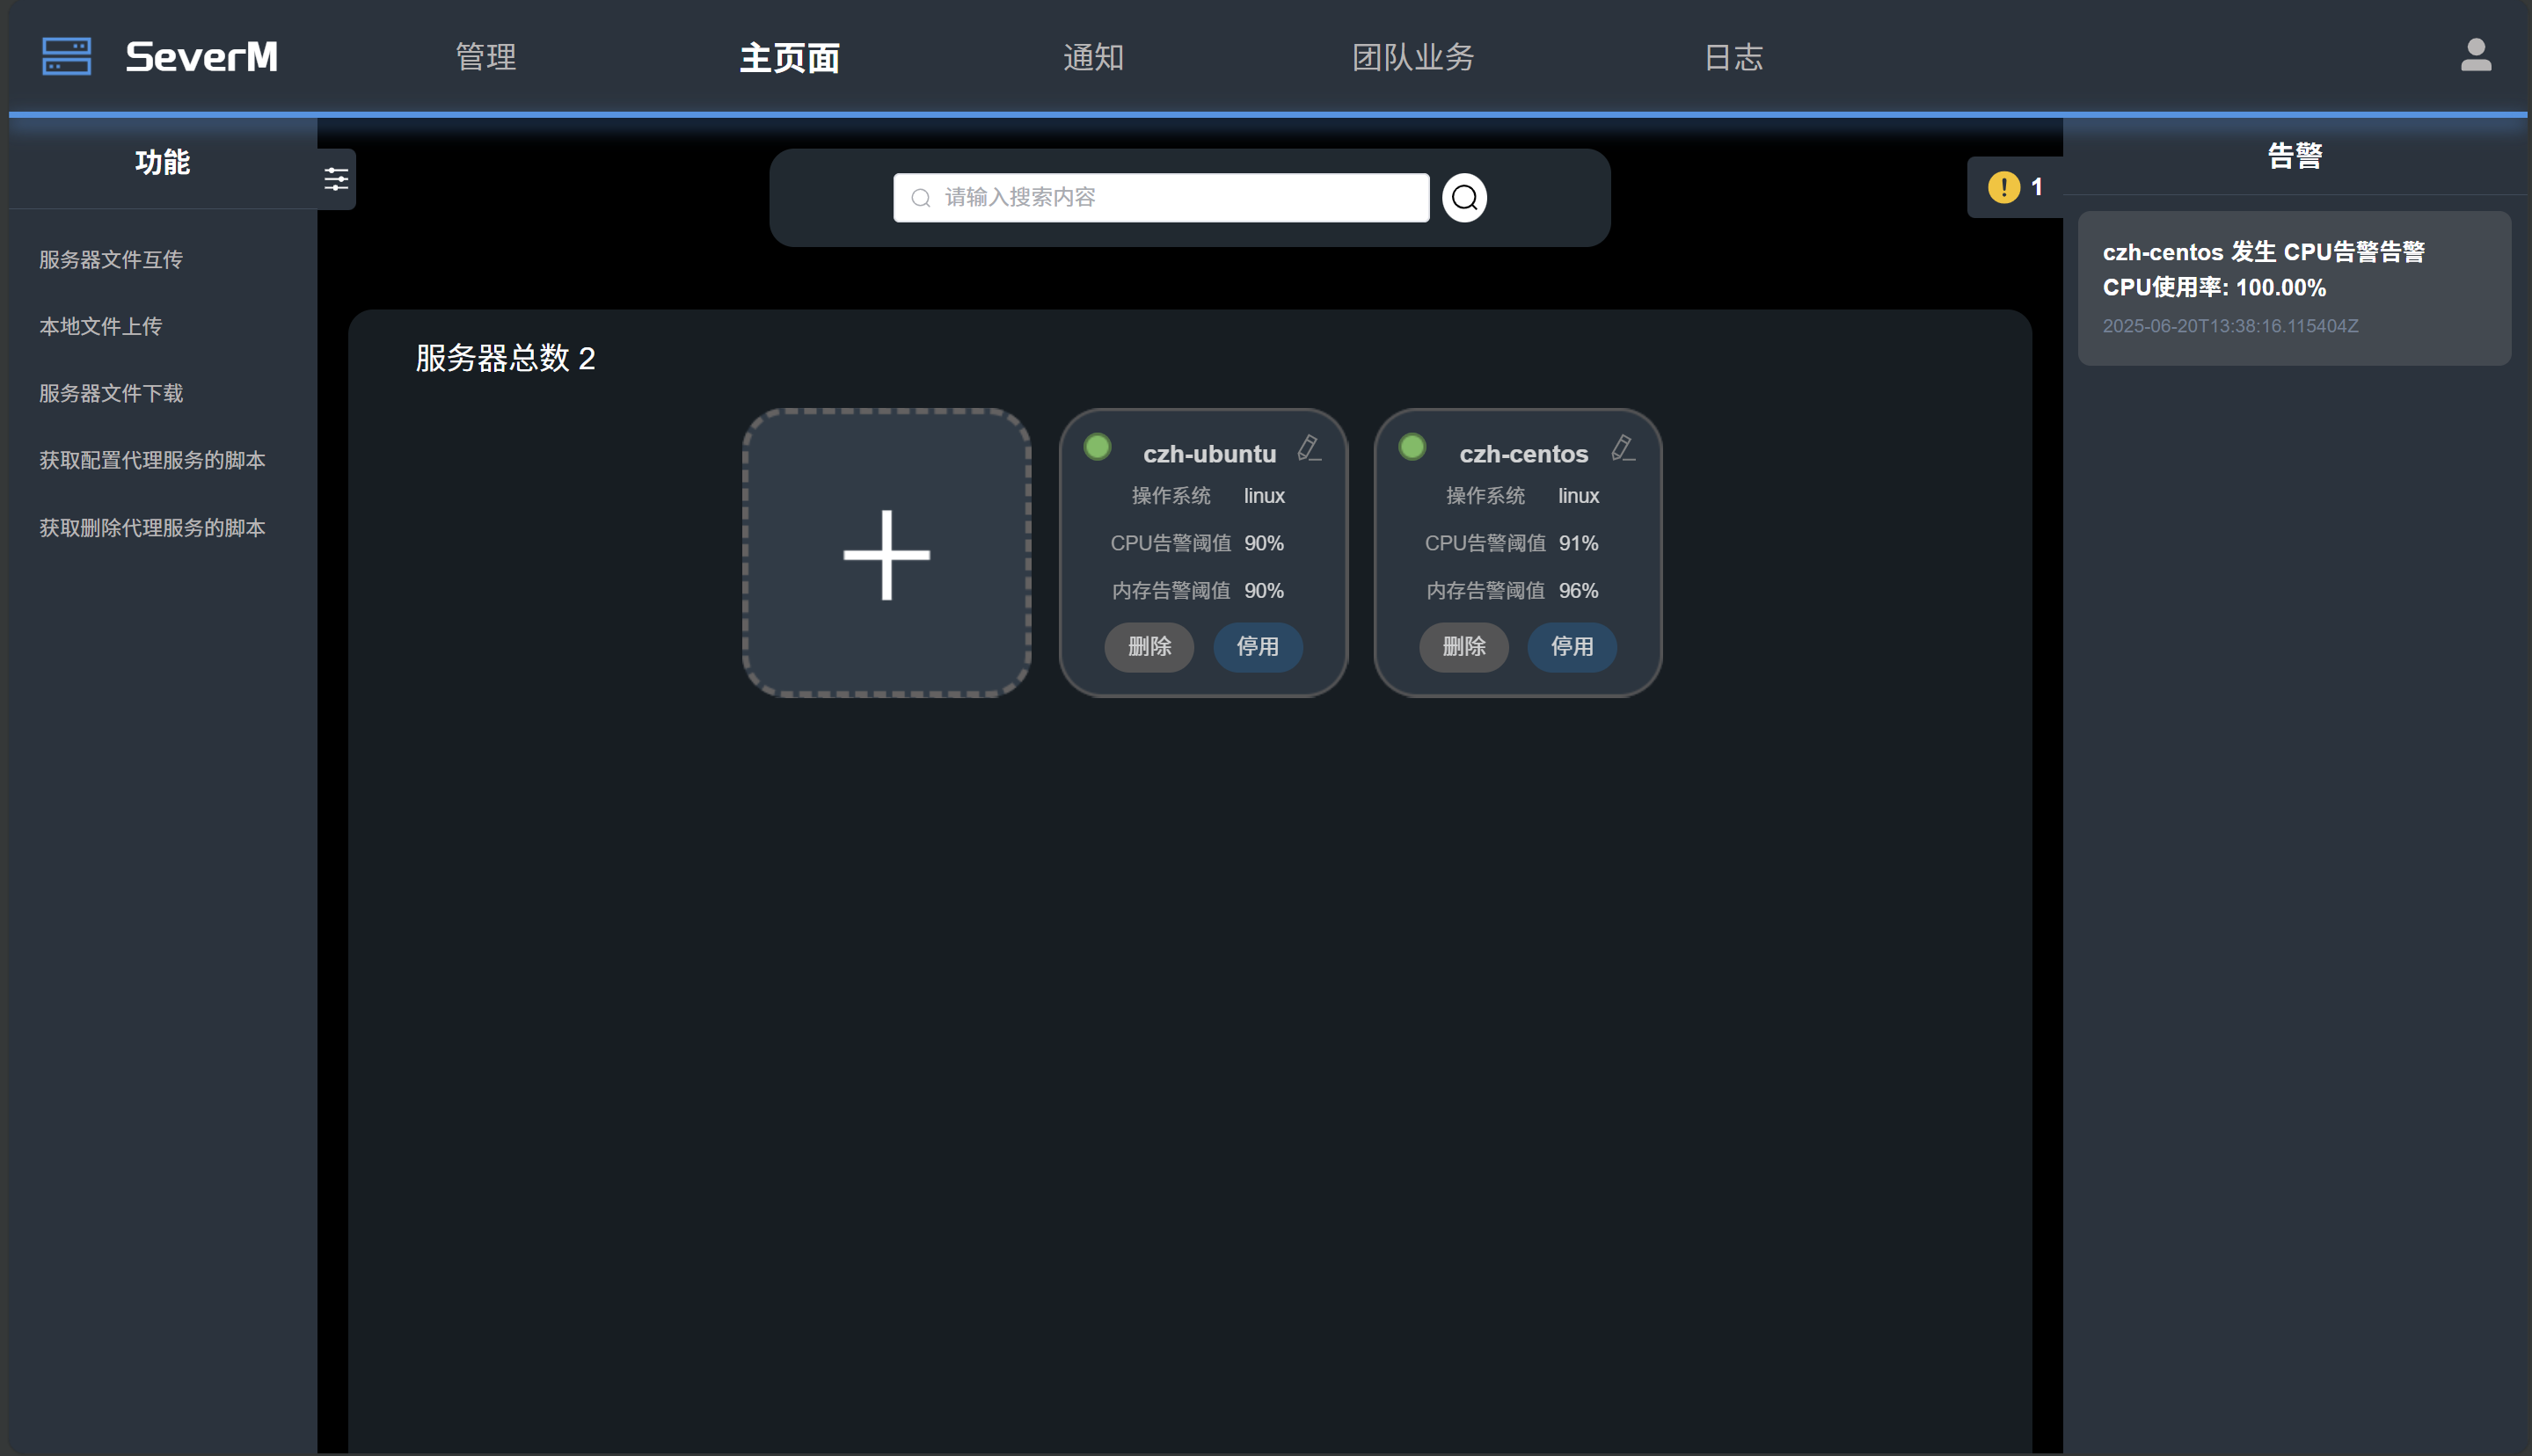 SeverM
管理
主页面
通知
团队业务
日志
功能
服务器文件互传
本地文件上传
服务器文件下载
获取配置代理服务的脚本
获取删除代理服务的脚本
请输入搜索内容
1
服务器总数 2
czh-ubuntu
操作系统 linux
CPU告警阈值 90%
内存告警阈值 90%
删除 停用
czh-centos
操作系统 linux
CPU告警阈值 91%
内存告警阈值 96%
删除 停用
告警
czh-centos 发生 CPU告警告警
CPU使用率: 100.00%
2025-06-20T13:38:16.115404Z